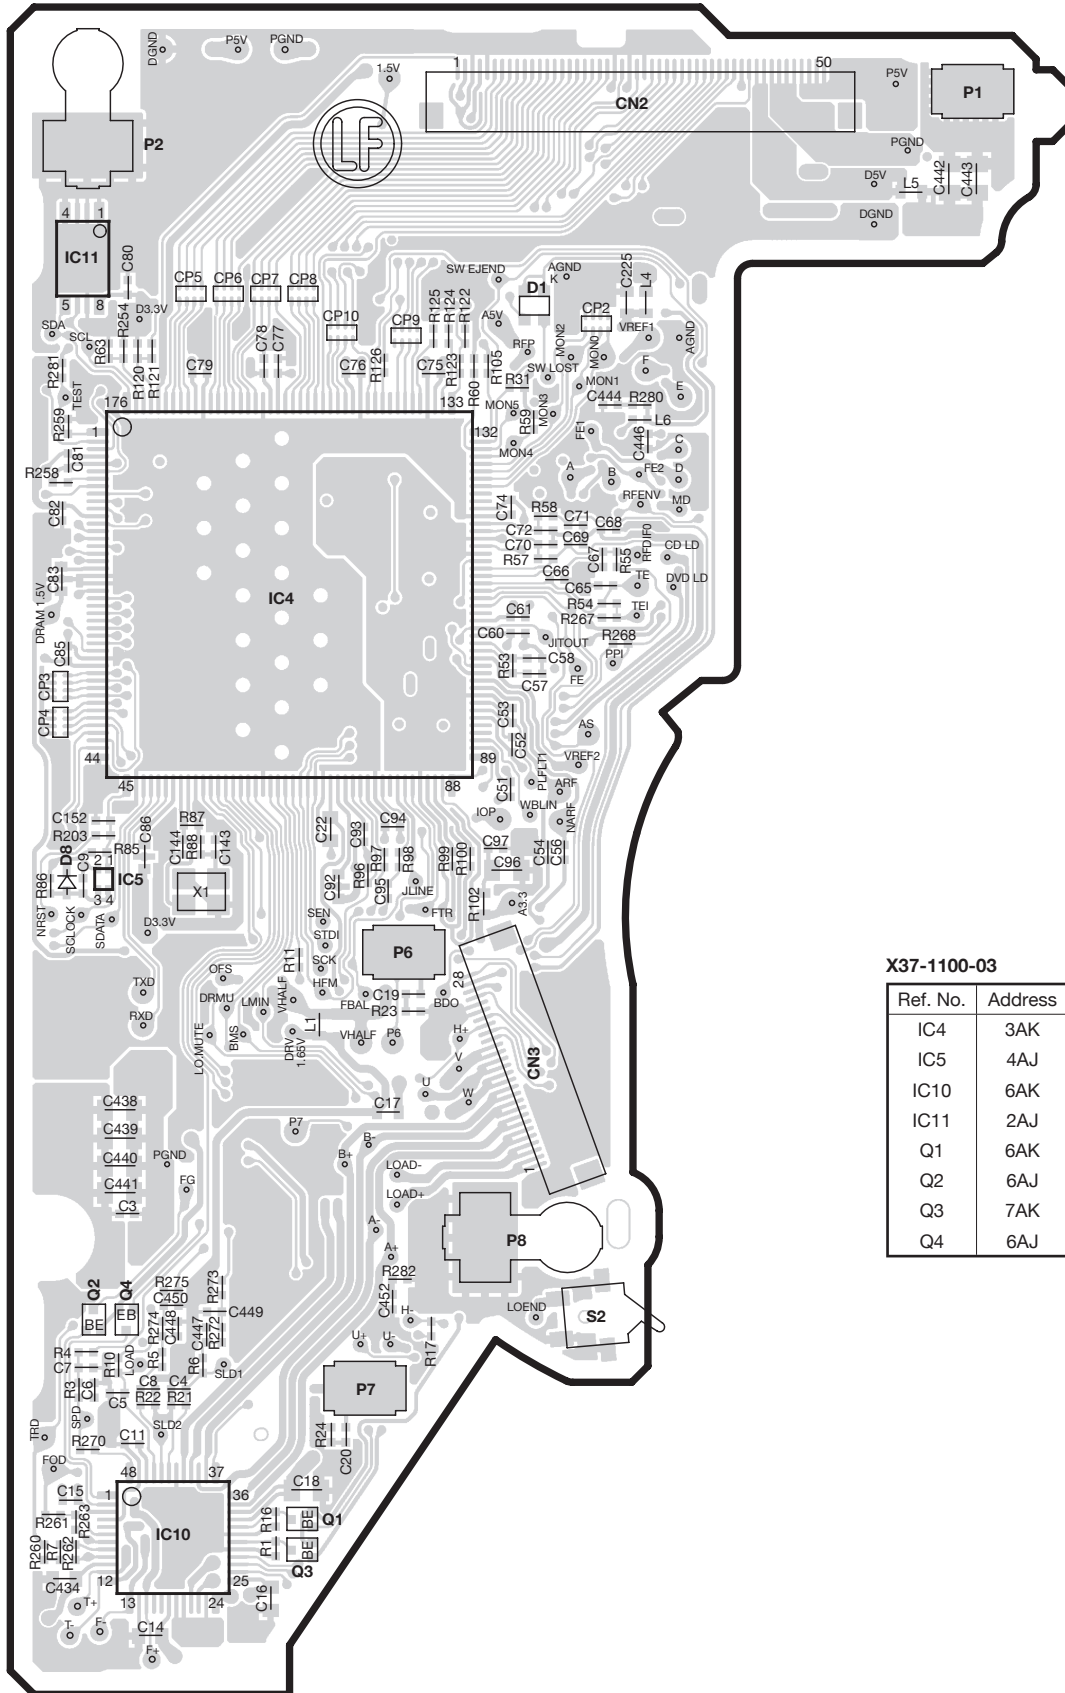 DGND
P5V
PGND
1.5V
1
50
CN2
P5V
P1
P2
LF
PGND
D5V
L5
C442
C443
DGND
4
1
IC11
5
8
C80
SDA
SCL
R63
R254
D3.3V
CP5
CP6
CP7
CP8
CP10
CP9
SW EJEND
AGND
K
D1
C225
L4
A5V
CP2
VREF1
AGND
R125
R124
R122
RFP
MON2
MON0
F
R281
TEST
R120
R121
C79
C78
C77
C76
R126
C75
R123
R60
R105
SW LOST
R31
MON1
E
C444
R280
R259
176
133
1
132
MON5
R59
MON3
L6
C446
FE1
MON4
C
C81
R258
A
B
FE2
D
C82
RFENV
MD
C74
R58
C71
C68
C72
C70
C69
R57
RFDIF0
R55
CD LD
C67
C66
C83
DRAM 1.5V
IC4
C65
TE
DVD LD
R54
C61
R267
TEI
C60
JITOUT
R268
C85
CP3
R53
C58
C57
FE
PPI
CP4
C53
C52
AS
44
45
88
89
VREF2
C51
PLFLT1
ARF
IOP
WBLIN
NARF
C152
R203
C86
R87
C144
R88
C143
C22
C93
C94
R85
C97
C54
C56
D8
C9
2 1
IC5
3 4
R86
X1
C92
R96
R97
C95
R98
R99
R100
C96
JLINE
R102
A3.3
NRST
SCLOCK
SDATA
D3.3V
SEN
FTR
STDI
P6
SCK
R11
HFM
28
TXD
OFS
DRMU
LMIN
VHALF
FBAL
C19
BDO
R23
RXD
LO.MUTE
BMS
DRV
1.65V
L1
VHALF
P6
H+
V
CN3
U
W
C17
C438
C439
C440
C441
C3
P7
B-
PGND
FG
B+
LOAD-
1
LOAD+
A-
P8
A+
X37-1100-03
Ref. No. Address
IC4 3AK
IC5 4AJ
IC10 6AK
IC11 2AJ
Q1 6AK
Q2 6AJ
Q3 7AK
Q4 6AJ
Q2
Q4
BE
EB
R275
C450
R273
C449
R274
C448
C447
R272
R282
C452
H-
LOEND
S2
R4
C7
R10
LOAD
R5
R6
SLD1
U+
U-
R17
R3
C6
C5
C8
C4
R22
R21
P7
TRD
SPD
SLD2
R270
C11
R24
C20
FOD
48
37
C18
C15
1
36
R261
R263
IC10
R16
BE
Q1
R260
R7
R262
R1
BE
Q3
C434
12
25
T+
13
24
C16
T-
F-
C14
F+